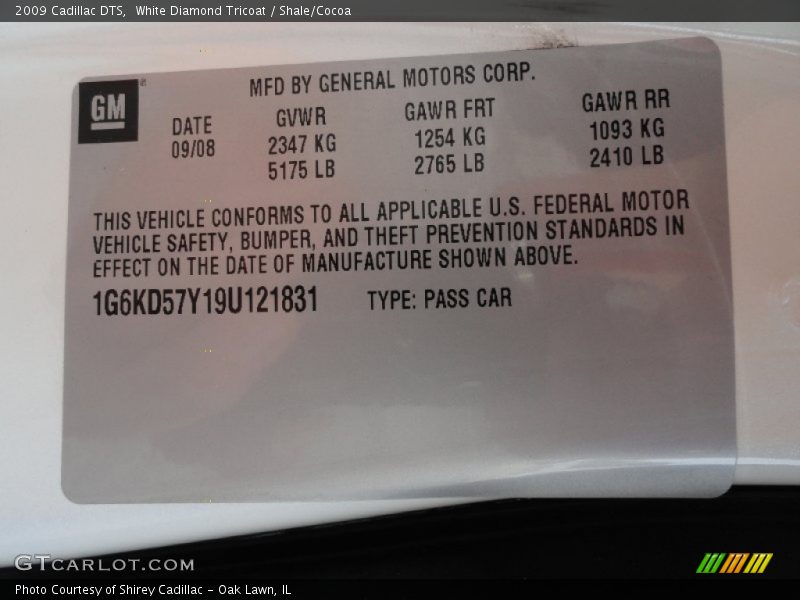 2009 Cadillac DTS,  White Diamond Tricoat / Shale/Cocoa
GM ®
MFD BY GENERAL MOTORS CORP.
DATE GVWR GAWR FRT GAWR RR
09/08 2347 KG 1254 KG 1093 KG
5175 LB 2765 LB 2410 LB
THIS VEHICLE CONFORMS TO ALL APPLICABLE U.S. FEDERAL MOTOR
VEHICLE SAFETY, BUMPER, AND THEFT PREVENTION STANDARDS IN
EFFECT ON THE DATE OF MANUFACTURE SHOWN ABOVE.
1G6KD57Y19U121831 TYPE: PASS CAR
GTCARLOT.COM
Photo Courtesy of Shirey Cadillac - Oak Lawn, IL